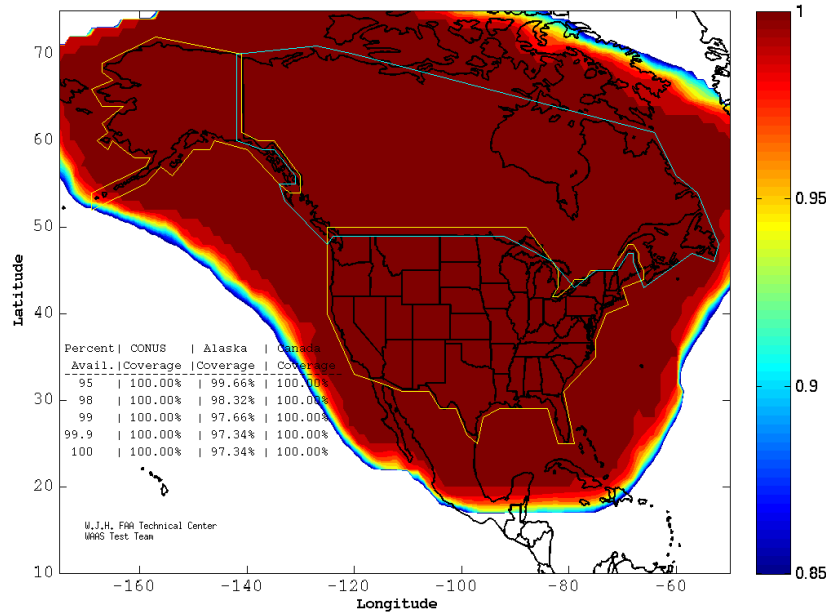 70
60
50
40
30
20
10
Latitude
-160
-140
-120
-100
-80
-60
Longitude
Percent| CONUS | Alaska | Canada
Avail.|Coverage |Coverage | Coverage
95 | 100.00% | 99.66% | 100.00%
98 | 100.00% | 98.32% | 100.00%
99 | 100.00% | 97.66% | 100.00%
99.9 | 100.00% | 97.34% | 100.00%
100 | 100.00% | 97.34% | 100.00%
W.J.H. FAA Technical Center
WAAS Test Team
1
0.95
0.9
0.85